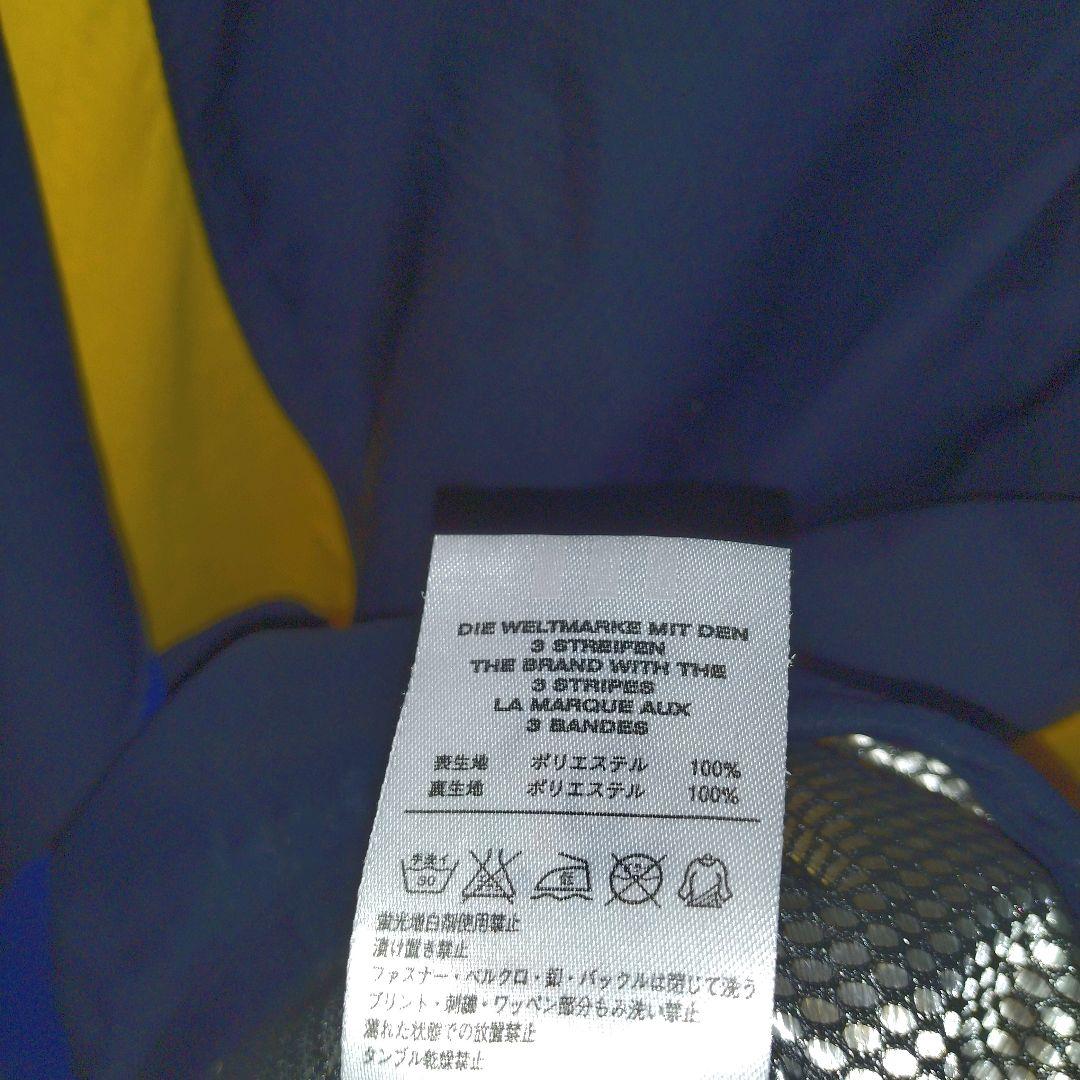 DIE WELTMARKE MIT DEN
3 STREIFEN
THE BRAND WITH THE
3 STRIPES
LA MARQUE AUX
3 BANDES
表生地 ポリエステル 100%
裏生地 ポリエステル 100%
手洗イ
30
低
蛍光増白剤使用禁止
漬け置き禁止
ファスナー・ベルクロ・釦・バックルは閉じて洗う
プリント・刺繍・ワッペン部分もみ洗い禁止
濡れた状態での放置禁止
タンブル乾燥禁止